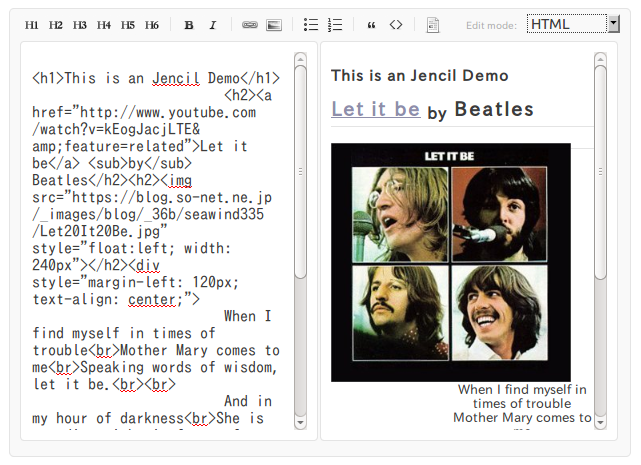 H1 H2 H3 H4 H5 H6 B I “ <> Edit mode: HTML
<h1>This is an Jencil Demo</h1>
<h2><a
href="http://www.youtube.com
/watch?v=kEogJacjLTE&
amp;feature=related">Let it
be</a> <sub>by</sub>
Beatles</h2><h2><img
src="https://blog.so-net.ne.jp
/_images/blog/_36b/seawind335
/Let20It20Be.jpg"
style="float:left; width:
240px"></h2><div
style="margin-left: 120px;
text-align: center;">
When I
find myself in times of
trouble<br>Mother Mary comes to
me<br>Speaking words of wisdom,
let it be.<br><br>
And in
my hour of darkness<br>She is
This is an Jencil Demo
Let it be by Beatles
LET IT BE
When I find myself in
times of trouble
Mother Mary comes to